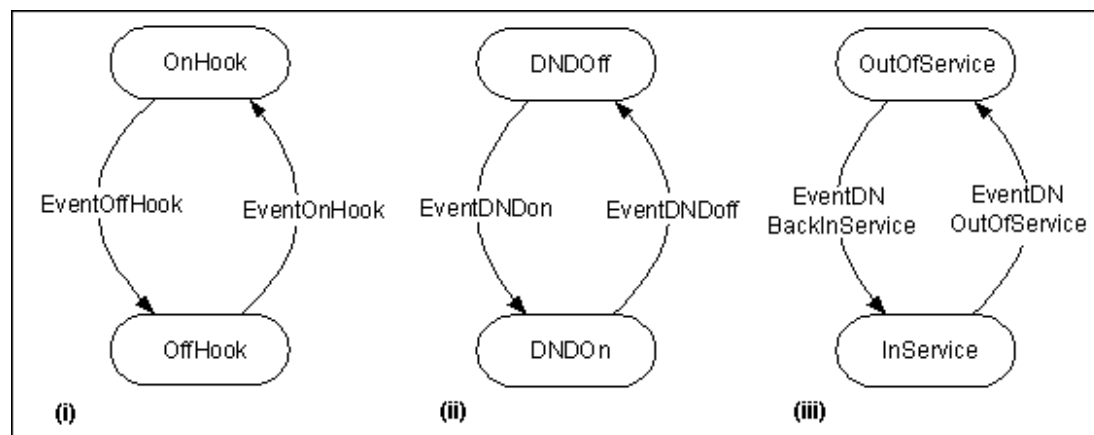 OnHook
DNDOff
OutOfService
EventOffHook
EventOnHook
EventDNDon
EventDNDoff
EventDN
BackInService
EventDN
OutOfService
OffHook
DNDOn
InService
(i)
(ii)
(iii)